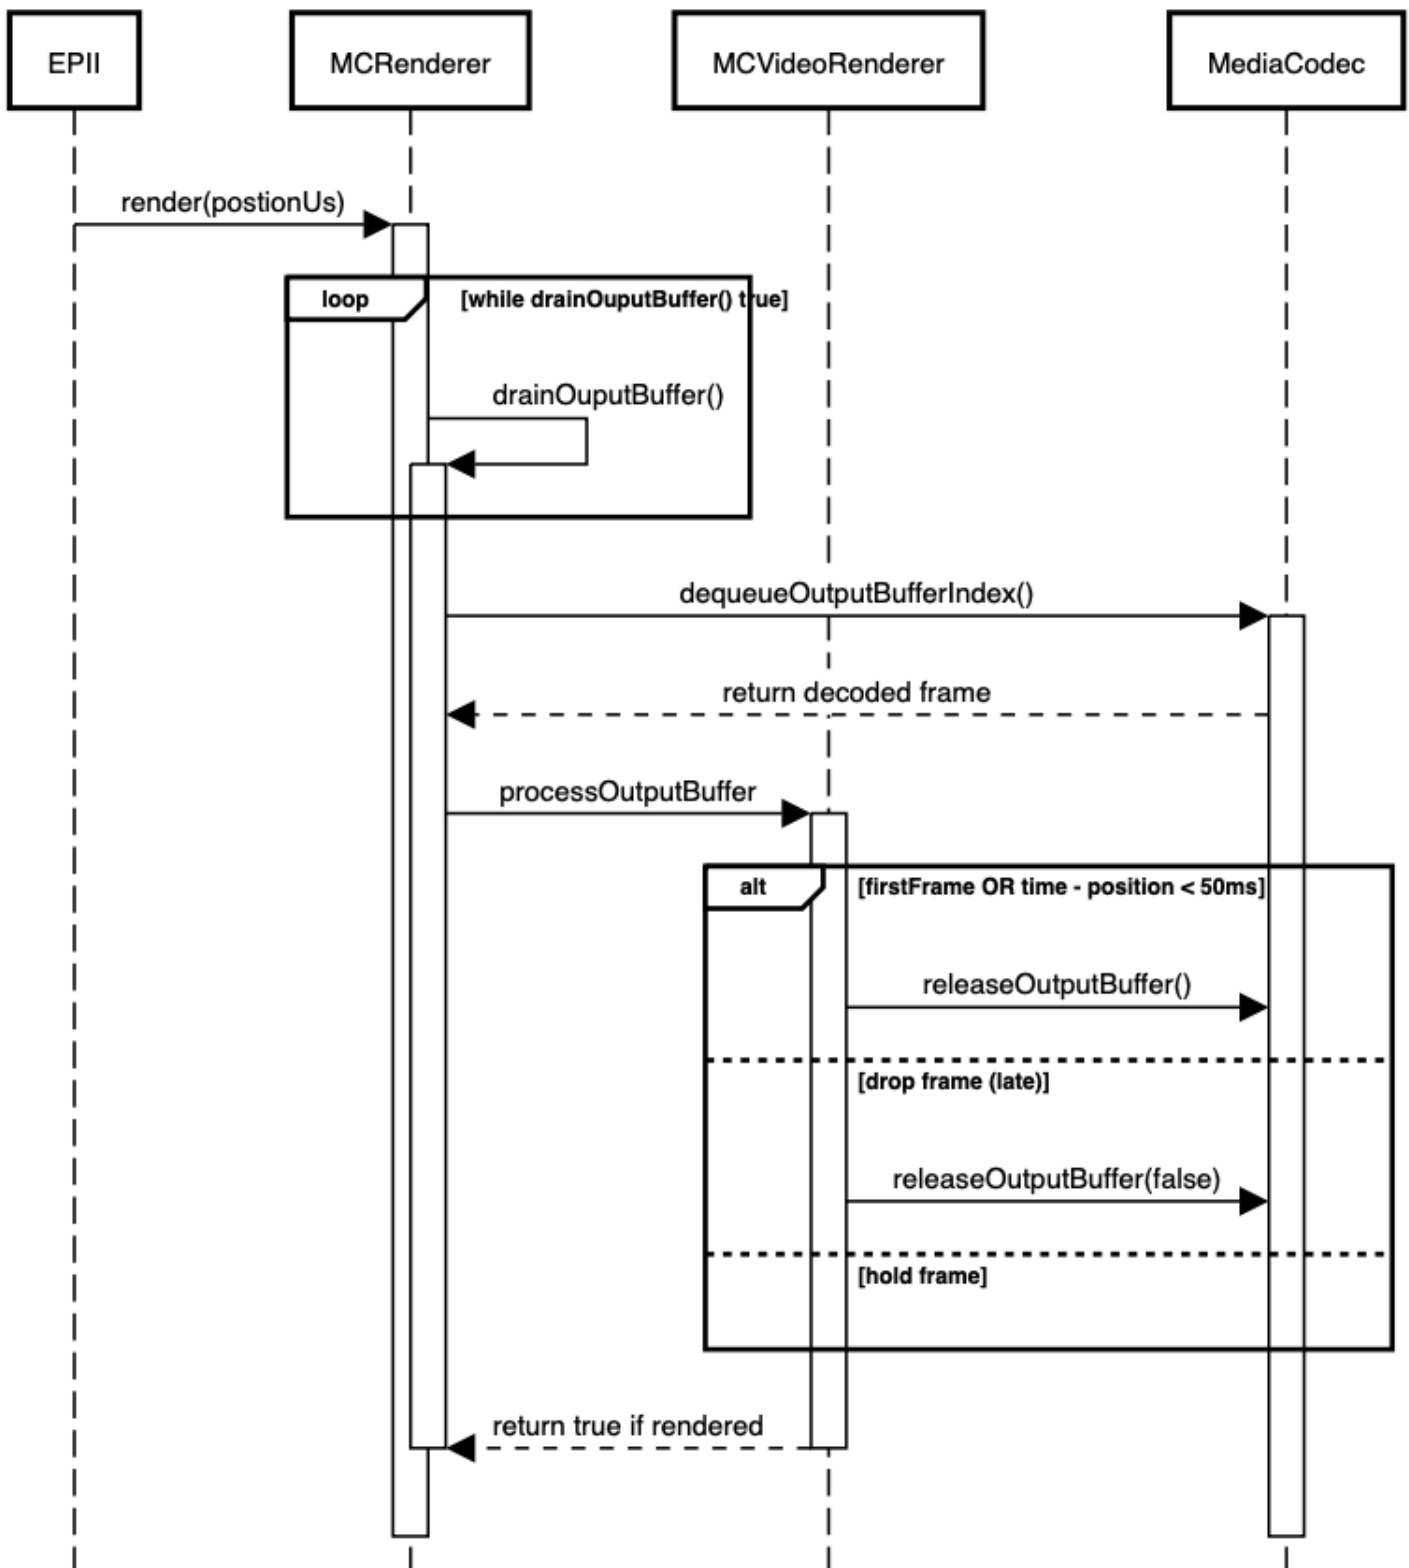 EPII
MCRenderer
MCVideoRenderer
MediaCodec
render(postionUs)
loop
[while drainOuputBuffer() true]
drainOuputBuffer()
dequeueOutputBufferIndex()
return decoded frame
processOutputBuffer
alt
[firstFrame OR time - position < 50ms]
releaseOutputBuffer()
[drop frame (late)]
releaseOutputBuffer(false)
[hold frame]
return true if rendered